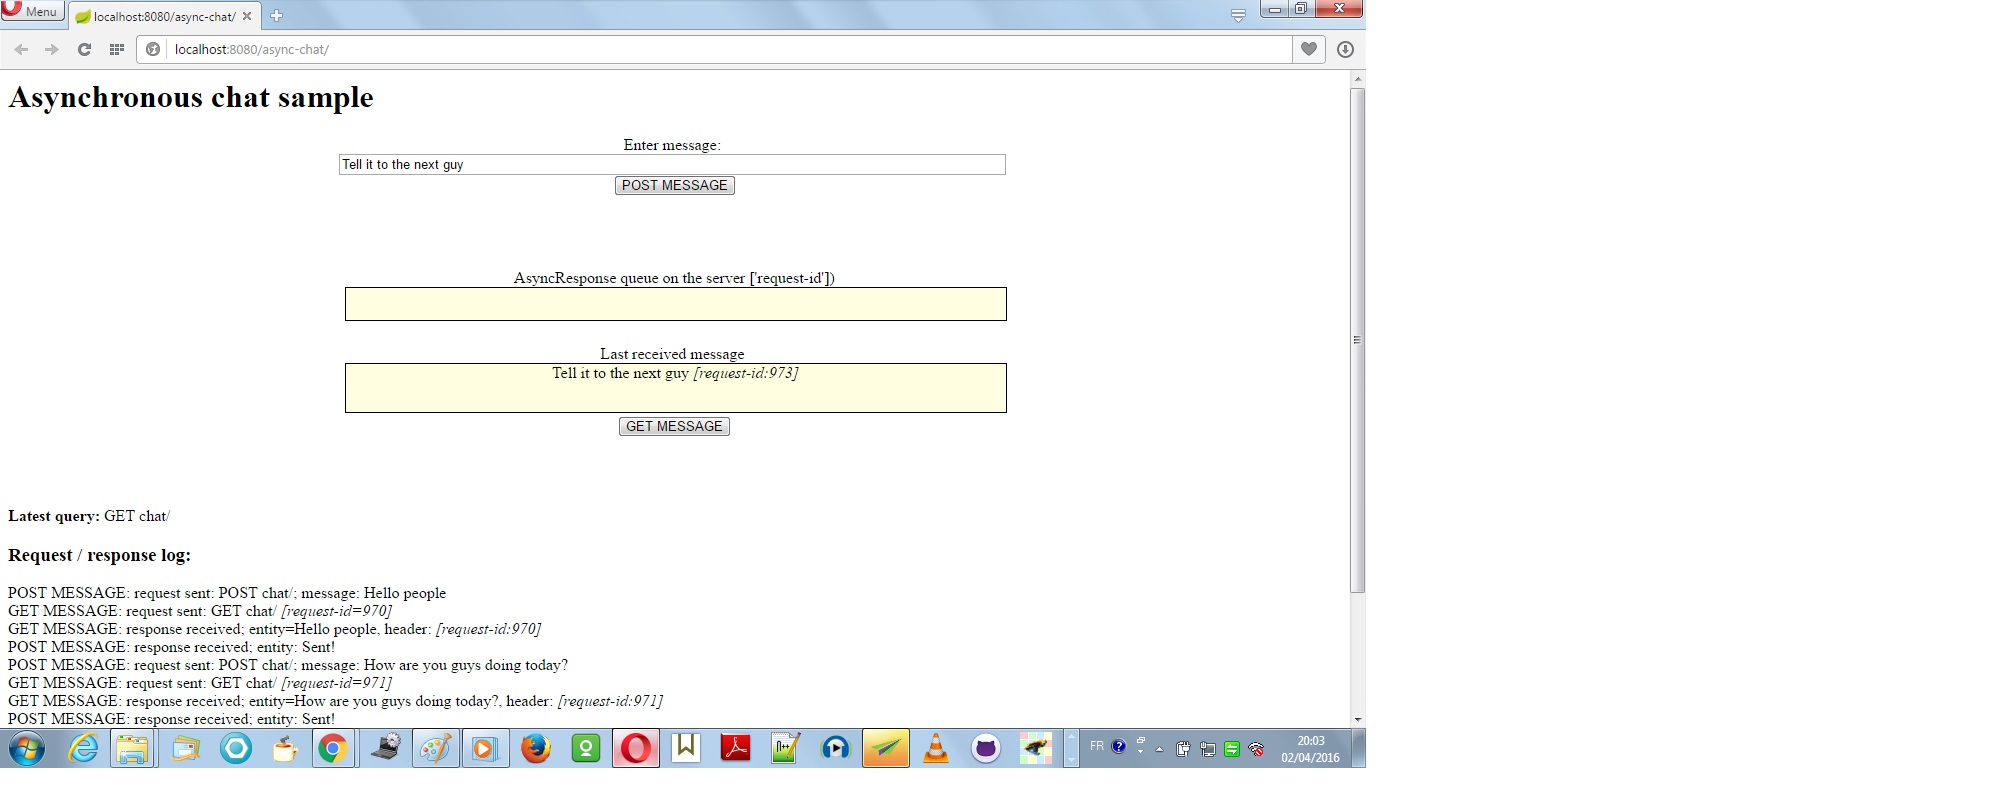 Menu
localhost:8080/async-chat/
localhost:8080/async-chat/
Asynchronous chat sample
Enter message:
Tell it to the next guy
POST MESSAGE
AsyncResponse queue on the server ['request-id'])
Last received message
Tell it to the next guy [request-id:973]
GET MESSAGE
Latest query: GET chat/
Request / response log:
POST MESSAGE: request sent: POST chat/; message: Hello people
GET MESSAGE: request sent: GET chat/ [request-id=970]
GET MESSAGE: response received; entity=Hello people, header: [request-id:970]
POST MESSAGE: response received; entity: Sent!
POST MESSAGE: request sent: POST chat/; message: How are you guys doing today?
GET MESSAGE: request sent: GET chat/ [request-id=971]
GET MESSAGE: response received; entity=How are you guys doing today?, header: [request-id:971]
POST MESSAGE: response received; entity: Sent!
FR
20:03
02/04/2016